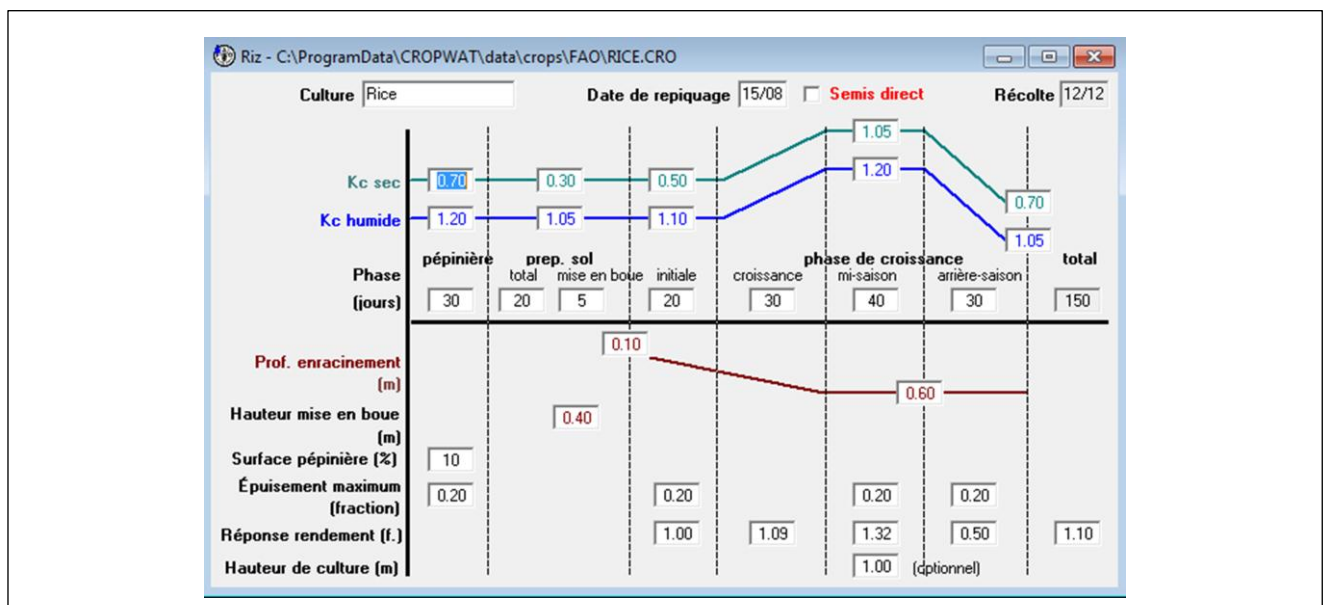 Riz - C:\ProgramData\CROPWAT\data\crops\FAO\RICE.CRO
Culture Rice Date de repiquage 15/08 Semis direct Récolte 12/12
1.05
Kc sec 0.70 0.30 0.50
1.20
0.70
Kc humide 1.20 1.05 1.10
1.05
pépinière prep. sol phase de croissance total
Phase total mise en boue initiale croissance mi-saison arrière-saison
(jours) 30 20 5 20 30 40 30 150
0.10
Prof. enracinement
(m) 0.60
Hauteur mise en boue 0.40
(m)
Surface pépinière (%) 10
Épuisement maximum 0.20 0.20 0.20 0.20
(fraction)
Réponse rendement (f.) 1.00 1.09 1.32 0.50 1.10
Hauteur de culture (m) 1.00 (optionnel)